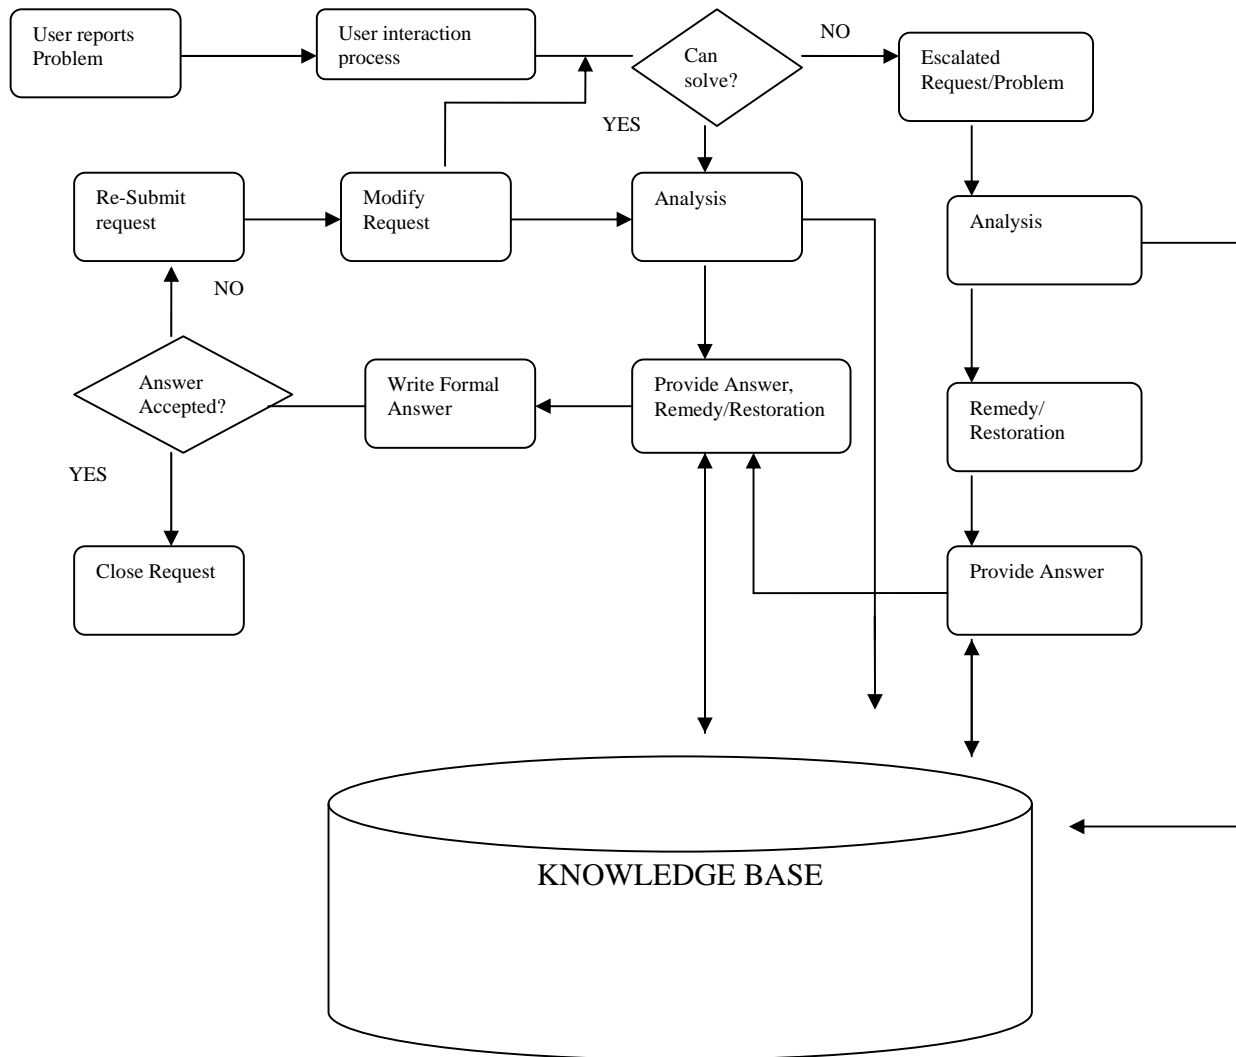 User reports
Problem
User interaction
process
Can
solve?
NO
Escalated
Request/Problem
YES
Re-Submit
request
Modify
Request
Analysis
Analysis
NO
Answer
Accepted?
Write Formal
Answer
Provide Answer,
Remedy/Restoration
Remedy/
Restoration
YES
Close Request
Provide Answer
KNOWLEDGE BASE